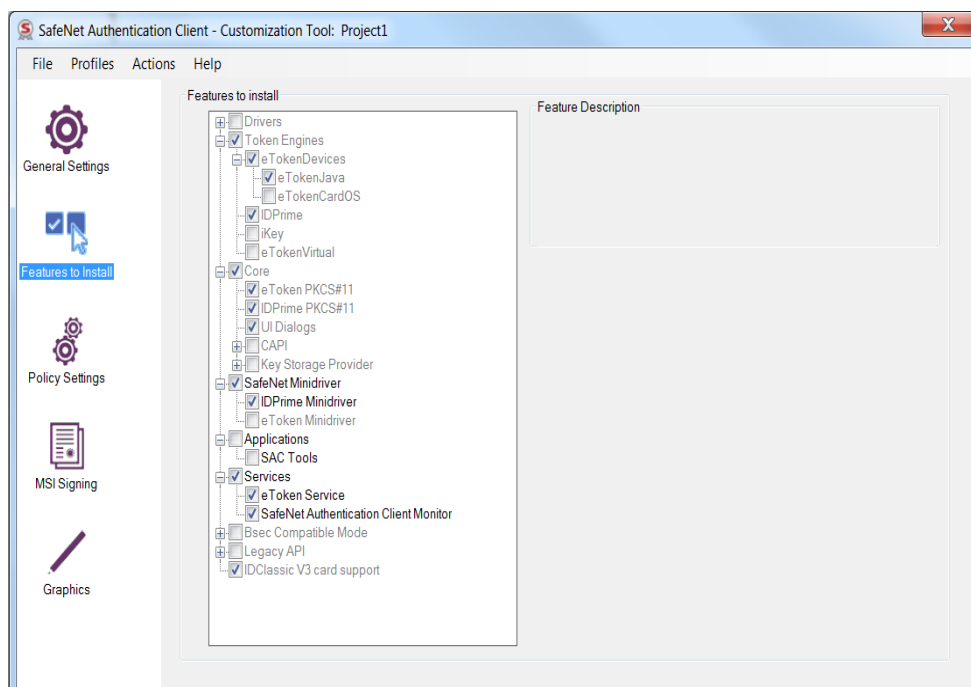 SafeNet Authentication Client - Customization Tool: Project1
File Profiles Actions Help
General Settings
Features to Install
Policy Settings
MSI Signing
Graphics
Features to install
Drivers
Token Engines
eTokenDevices
eTokenJava
eTokenCardOS
IDPrime
iKey
eTokenVirtual
Core
eToken PKCS#11
IDPrime PKCS#11
UI Dialogs
CAPI
Key Storage Provider
SafeNet Minidriver
IDPrime Minidriver
eToken Minidriver
Applications
SAC Tools
Services
eToken Service
SafeNet Authentication Client Monitor
Bsec Compatible Mode
Legacy API
IDClassic V3 card support
Feature Description